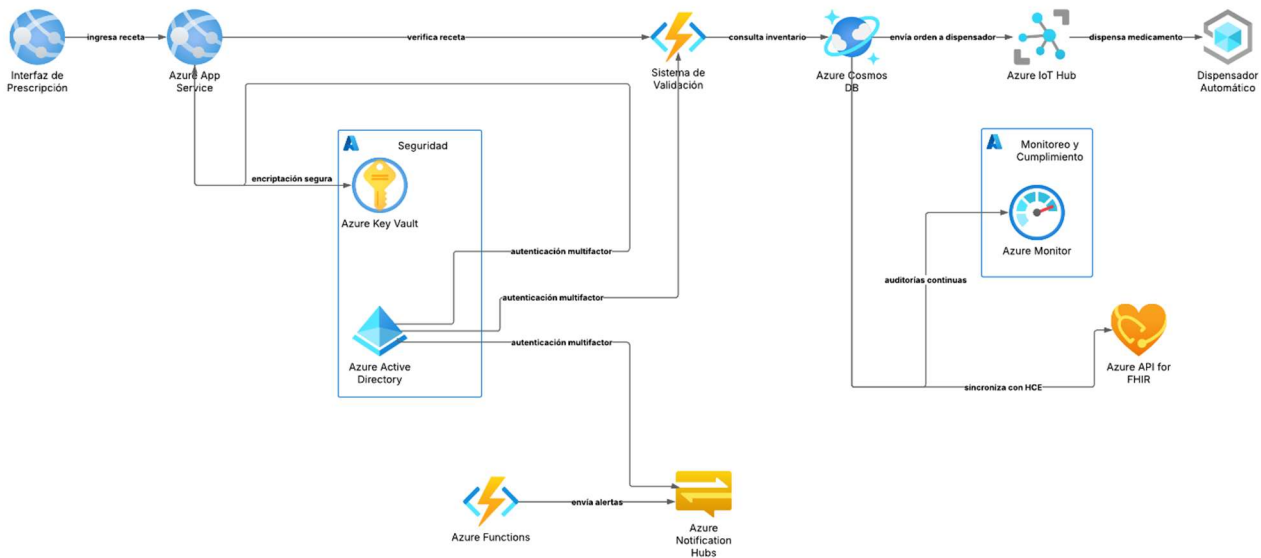 ingresa receta
verifica receta
consulta inventario
envía orden a dispensador
dispensa medicamento
Interfaz de
Prescripción
Azure App
Service
Sistema de
Validación
Azure Cosmos
DB
Azure IoT Hub
Dispensador
Automático
Seguridad
encriptación segura
Azure Key Vault
autenticación multifactor
autenticación multifactor
autenticación multifactor
Azure Active
Directory
Monitoreo y
Cumplimiento
Azure Monitor
auditorías continuas
sincroniza con HCE
Azure API for
FHIR
envía alertas
Azure Functions
Azure
Notification
Hubs